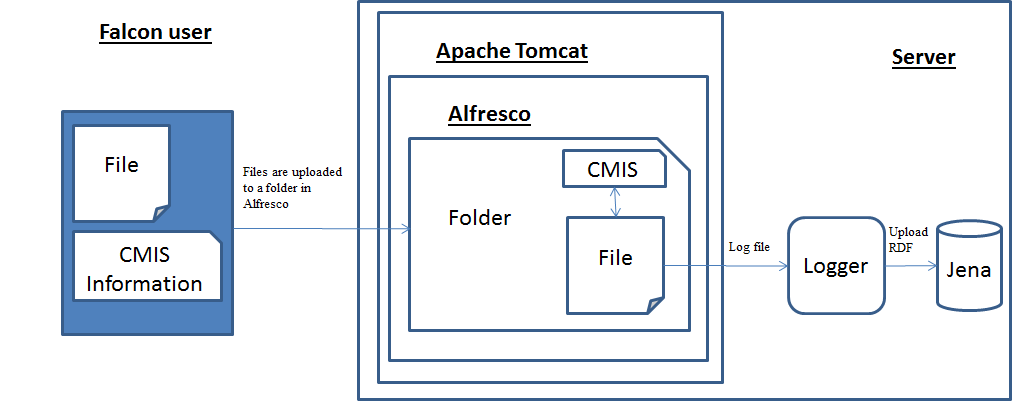 Falcon user
File
CMIS
Information
Files are uploaded
to a folder in
Alfresco
Apache Tomcat
Alfresco
Folder
CMIS
File
Server
Log file
Logger
Upload
RDF
Jena